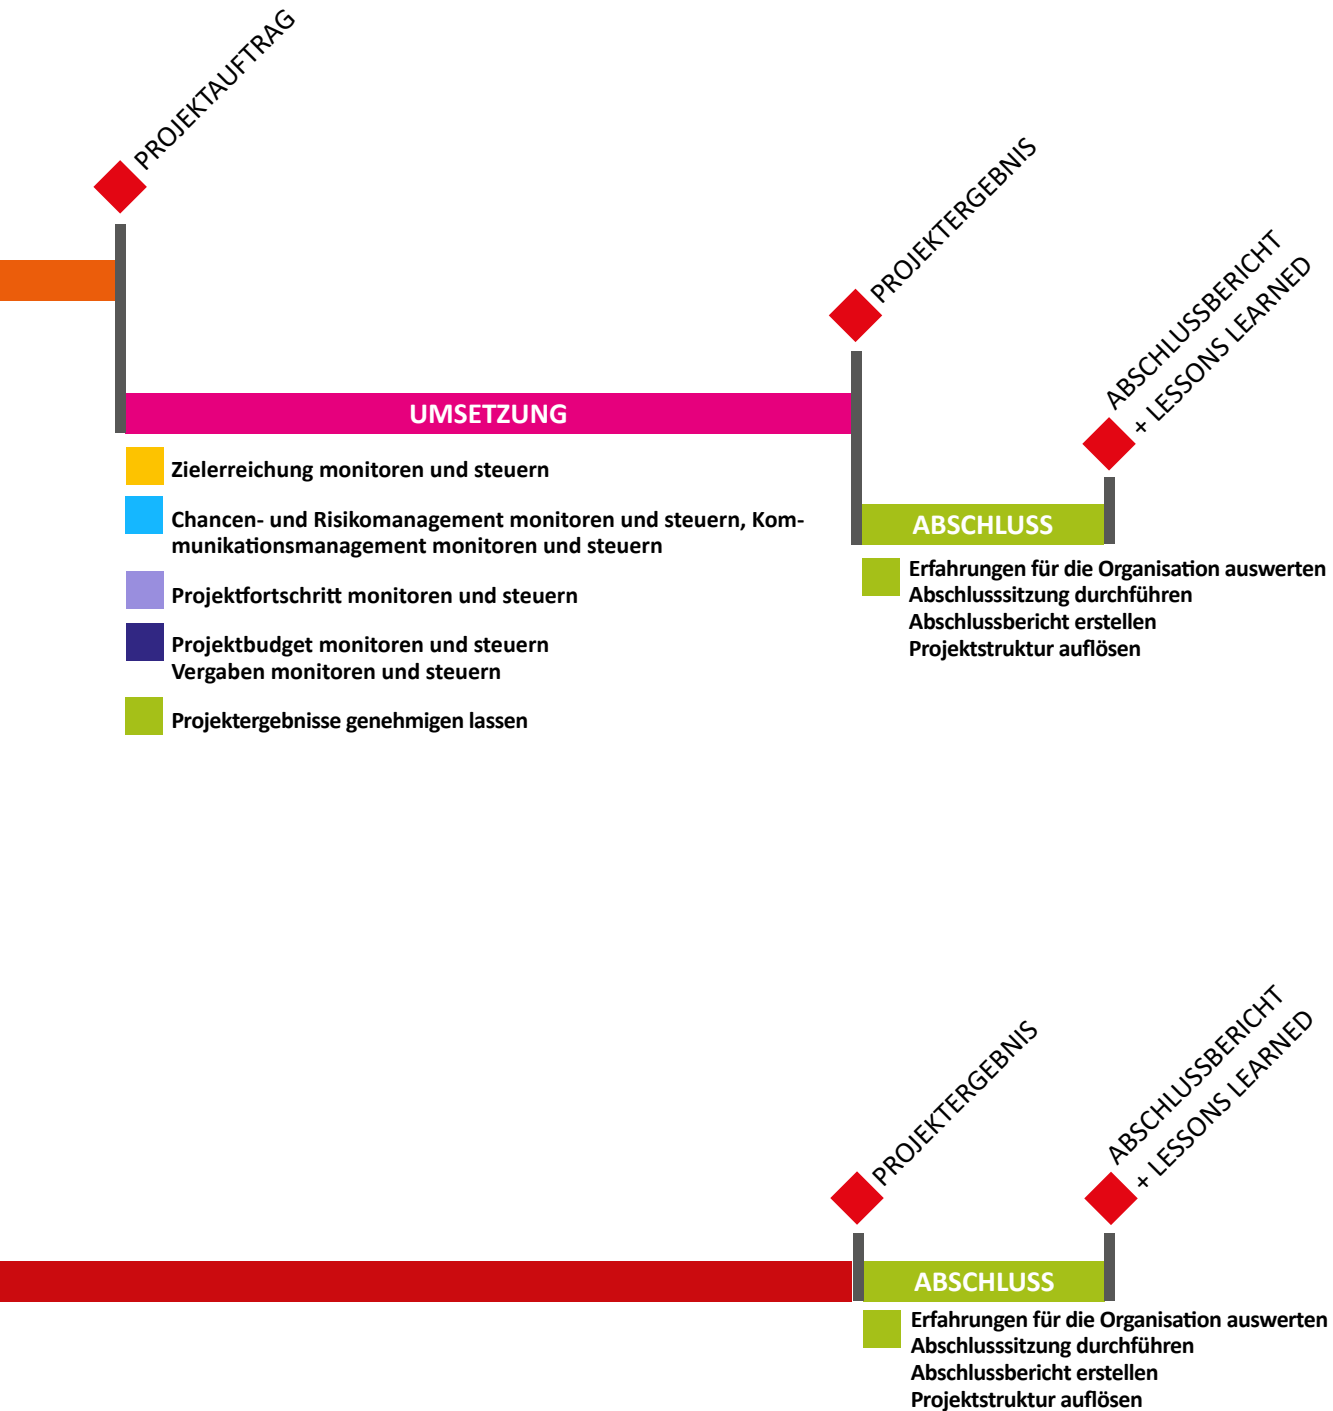 PROJEKTAUFTRAG
PROJEKTERGEBNIS
ABSCHLUSSBERICHT
+ LESSONS LEARNED
UMSETZUNG
Zielerreichung monitoren und steuern
Chancen- und Risikomanagement monitoren und steuern, Kom-
munikationsmanagement monitoren und steuern
Projektfortschritt monitoren und steuern
Projektbudget monitoren und steuern
Vergaben monitoren und steuern
Projektergebnisse genehmigen lassen
ABSCHLUSS
Erfahrungen für die Organisation auswerten
Abschlusssitzung durchführen
Abschlussbericht erstellen
Projektstruktur auflösen
PROJEKTERGEBNIS
ABSCHLUSSBERICHT
+ LESSONS LEARNED
ABSCHLUSS
Erfahrungen für die Organisation auswerten
Abschlusssitzung durchführen
Abschlussbericht erstellen
Projektstruktur auflösen